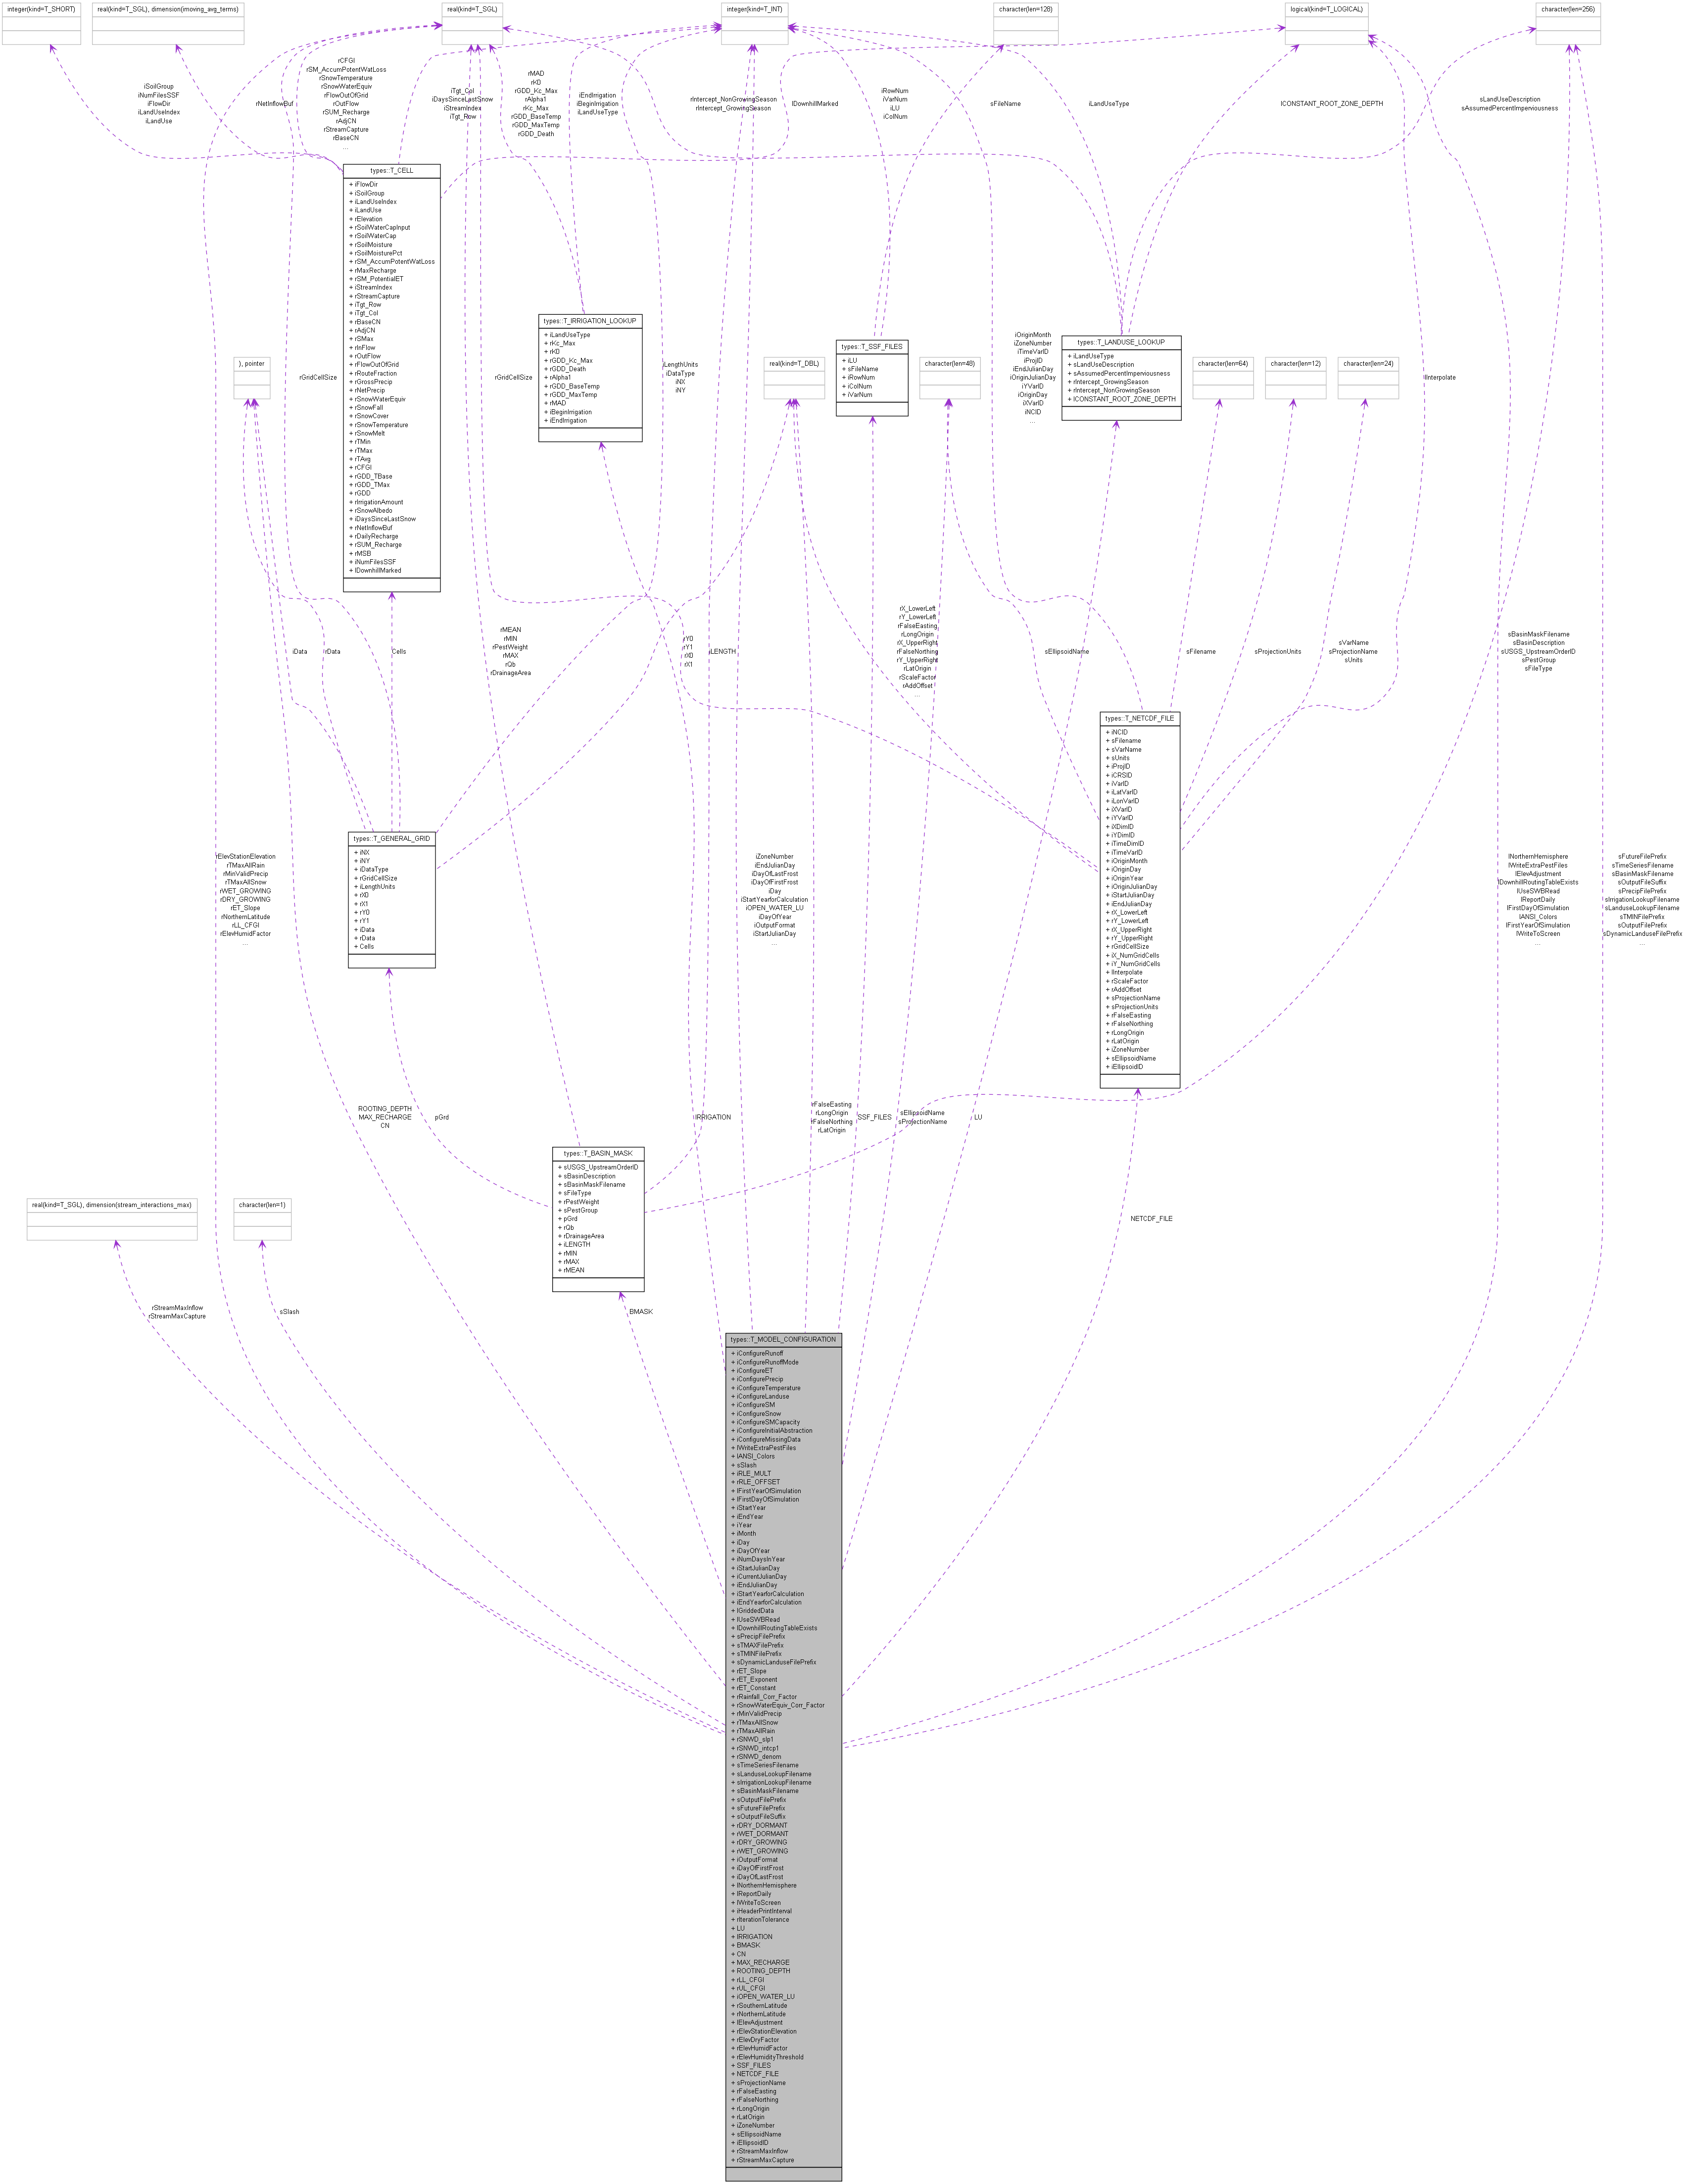 integer(kind=T_SHORT)
real(kind=T_SGL), dimension(imoving_avg_terms)
real(kind=T_SGL)
integer(kind=T_INT)
character(len=128)
logical(kind=T_LOGICAL)
character(len=256)
iSoilGroup
iNumFilesSSF
iFlowDir
iLandUseIndex
iLandUse
rNetInflowBuf
rCFGI
rSM_AccumPotentWatLoss
rSnowTemperature
rSnowWaterEquiv
rFlowOutOfGrid
rOutFlow
rSUM_Recharge
rAdjCN
rStreamCapture
rBaseCN
...
iTgt_Col
iDaysSinceLastSnow
iStreamIndex
iTgt_Row
rMAD
rK0
rGDD_Kc_Max
rAlpha1
rKc_Max
rGDD_BaseTemp
rGDD_MaxTemp
rGDD_Death
iEndIrrigation
iBeginIrrigation
iLandUseType
rIntercept_NonGrowingSeason
rIntercept_GrowingSeason
lDownhillMarked
iRowNum
iVarNum
iLU
iColNum
sFileName
iLandUseType
lCONSTANT_ROOT_ZONE_DEPTH
sLandUseDescription
sAssumedPercentImperviousness
types::T_CELL
+ iFlowDir
+ iSoilGroup
+ iLandUseIndex
+ iLandUse
+ rElevation
+ rSoilWaterCapInput
+ rSoilWaterCap
+ rSoilMoisture
+ rSoilMoisturePct
+ rSM_AccumPotentWatLoss
+ rMaxRecharge
+ rSM_PotentialET
+ iStreamIndex
+ rStreamCapture
+ iTgt_Row
+ iTgt_Col
+ rBaseCN
+ rAdjCN
+ rSMax
+ rInFlow
+ rOutFlow
+ rFlowOutOfGrid
+ rRouteFraction
+ rGrossPrecip
+ rNetPrecip
+ rSnowWaterEquiv
+ rSnowFall
+ rSnowCover
+ rSnowTemperature
+ rSnowMelt
+ rTMin
+ rTMax
+ rTAvg
+ rCFGI
+ rGDD_TBase
+ rGDD_TMax
+ rGDD
+ rIrrigationAmount
+ rSnowAlbedo
+ iDaysSinceLastSnow
+ rNetInflowBuf
+ rDailyRecharge
+ rSUM_Recharge
+ rMSB
+ iNumFilesSSF
+ lDownhillMarked
types::T_IRRIGATION_LOOKUP
+ iLandUseType
+ rKc_Max
+ rK0
+ rGDD_Kc_Max
+ rGDD_Death
+ rAlpha1
+ rGDD_BaseTemp
+ rGDD_MaxTemp
+ rMAD
+ iBeginIrrigation
+ iEndIrrigation
types::T_SSF_FILES
+ iLU
+ sFileName
+ iRowNum
+ iColNum
+ iVarNum
types::T_LANDUSE_LOOKUP
+ iLandUseType
+ sLandUseDescription
+ sAssumedPercentImperviousness
+ rIntercept_GrowingSeason
+ rIntercept_NonGrowingSeason
+ lCONSTANT_ROOT_ZONE_DEPTH
iOriginMonth
iZoneNumber
iTimeVarID
iProjID
iEndJulianDay
iOriginJulianDay
iYVarID
iOriginDay
iXVarID
iNCID
...
), pointer
rGridCellSize
rGridCellSize
iLengthUnits
iDataType
iNX
iNY
real(kind=T_DBL)
character(len=48)
character(len=64)
character(len=12)
character(len=24)
lInterpolate
iData
rData
Cells
rMEAN
rMIN
rPestWeight
rMAX
rQb
rDrainageArea
rY0
rY1
rX0
rX1
iLENGTH
rX_LowerLeft
rY_LowerLeft
rFalseEasting
rLongOrigin
rX_UpperRight
rFalseNorthing
rY_UpperRight
rLatOrigin
rScaleFactor
rAddOffset
...
sEllipsoidName
sFilename
sProjectionUnits
sVarName
sProjectionName
sUnits
sBasinMaskFilename
sBasinDescription
sUSGS_UpstreamOrderID
sPestGroup
sFileType
types::T_NETCDF_FILE
+ iNCID
+ sFilename
+ sVarName
+ sUnits
+ iProjID
+ iCRSID
+ iVarID
+ iLatVarID
+ iLonVarID
+ iXVarID
+ iYVarID
+ iXDimID
+ iYDimID
+ iTimeDimID
+ iTimeVarID
+ iOriginMonth
+ iOriginDay
+ iOriginYear
+ iOriginJulianDay
+ iStartJulianDay
+ iEndJulianDay
+ rX_LowerLeft
+ rY_LowerLeft
+ rX_UpperRight
+ rY_UpperRight
+ rGridCellSize
+ iX_NumGridCells
+ iY_NumGridCells
+ lInterpolate
+ rScaleFactor
+ rAddOffset
+ sProjectionName
+ sProjectionUnits
+ rFalseEasting
+ rFalseNorthing
+ rLongOrigin
+ rLatOrigin
+ iZoneNumber
+ sEllipsoidName
+ iEllipsoidID
types::T_GENERAL_GRID
+ iNX
+ iNY
+ iDataType
+ rGridCellSize
+ iLengthUnits
+ rX0
+ rX1
+ rY0
+ rY1
+ iData
+ rData
+ Cells
rElevStationElevation
rTMaxAllRain
rMinValidPrecip
rTMaxAllSnow
rWET_GROWING
rDRY_GROWING
rET_Slope
rNorthernLatitude
rLL_CFGI
rElevHumidFactor
...
iZoneNumber
iEndJulianDay
iDayOfLastFrost
iDayOfFirstFrost
iDay
iStartYearforCalculation
iOPEN_WATER_LU
iDayOfYear
iOutputFormat
iStartJulianDay
...
lNorthernHemisphere
lWriteExtraPestFiles
lElevAdjustment
lDownhillRoutingTableExists
lUseSWBRead
lReportDaily
lFirstDayOfSimulation
lANSI_Colors
lFirstYearOfSimulation
lWriteToScreen
...
sFutureFilePrefix
sTimeSeriesFilename
sBasinMaskFilename
sOutputFileSuffix
sPrecipFilePrefix
sIrrigationLookupFilename
sLanduseLookupFilename
sTMINFilePrefix
sOutputFilePrefix
sDynamicLanduseFilePrefix
...
ROOTING_DEPTH
MAX_RECHARGE
CN
pGrd
IRRIGATION
rFalseEasting
rLongOrigin
rFalseNorthing
rLatOrigin
SSF_FILES
sEllipsoidName
sProjectionName
LU
types::T_BASIN_MASK
+ sUSGS_UpstreamOrderID
+ sBasinDescription
+ sBasinMaskFilename
+ sFileType
+ rPestWeight
+ sPestGroup
+ pGrd
+ rQb
+ rDrainageArea
+ iLENGTH
+ rMIN
+ rMAX
+ rMEAN
real(kind=T_SGL), dimension(stream_interactions_max)
character(len=1)
NETCDF_FILE
rStreamMaxInflow
rStreamMaxCapture
sSlash
BMASK
types::T_MODEL_CONFIGURATION
+ iConfigureRunoff
+ iConfigureRunoffMode
+ iConfigureET
+ iConfigurePrecip
+ iConfigureTemperature
+ iConfigureLanduse
+ iConfigureSM
+ iConfigureSnow
+ iConfigureSMCapacity
+ iConfigureInitialAbstraction
+ iConfigureMissingData
+ lWriteExtraPestFiles
+ lANSI_Colors
+ sSlash
+ iRLE_MULT
+ rRLE_OFFSET
+ lFirstYearOfSimulation
+ lFirstDayOfSimulation
+ iStartYear
+ iEndYear
+ iYear
+ iMonth
+ iDay
+ iDayOfYear
+ iNumDaysInYear
+ iStartJulianDay
+ iCurrentJulianDay
+ iEndJulianDay
+ iStartYearforCalculation
+ iEndYearforCalculation
+ lGriddedData
+ lUseSWBRead
+ lDownhillRoutingTableExists
+ sPrecipFilePrefix
+ sTMAXFilePrefix
+ sTMINFilePrefix
+ sDynamicLanduseFilePrefix
+ rET_Slope
+ rET_Exponent
+ rET_Constant
+ rRainfall_Corr_Factor
+ rSnowWaterEquiv_Corr_Factor
+ rMinValidPrecip
+ rTMaxAllSnow
+ rTMaxAllRain
+ rSNWD_slp1
+ rSNWD_intcp1
+ rSNWD_denom
+ sTimeSeriesFilename
+ sLanduseLookupFilename
+ sIrrigationLookupFilename
+ sBasinMaskFilename
+ sOutputFilePrefix
+ sFutureFilePrefix
+ sOutputFileSuffix
+ rDRY_DORMANT
+ rWET_DORMANT
+ rDRY_GROWING
+ rWET_GROWING
+ iOutputFormat
+ iDayOfFirstFrost
+ iDayOfLastFrost
+ lNorthernHemisphere
+ lReportDaily
+ lWriteToScreen
+ iHeaderPrintInterval
+ rIterationTolerance
+ LU
+ IRRIGATION
+ BMASK
+ CN
+ MAX_RECHARGE
+ ROOTING_DEPTH
+ rLL_CFGI
+ rUL_CFGI
+ iOPEN_WATER_LU
+ rSouthernLatitude
+ rNorthernLatitude
+ lElevAdjustment
+ rElevStationElevation
+ rElevDryFactor
+ rElevHumidFactor
+ rElevHumidityThreshold
+ SSF_FILES
+ NETCDF_FILE
+ sProjectionName
+ rFalseEasting
+ rFalseNorthing
+ rLongOrigin
+ rLatOrigin
+ iZoneNumber
+ sEllipsoidName
+ iEllipsoidID
+ rStreamMaxInflow
+ rStreamMaxCapture